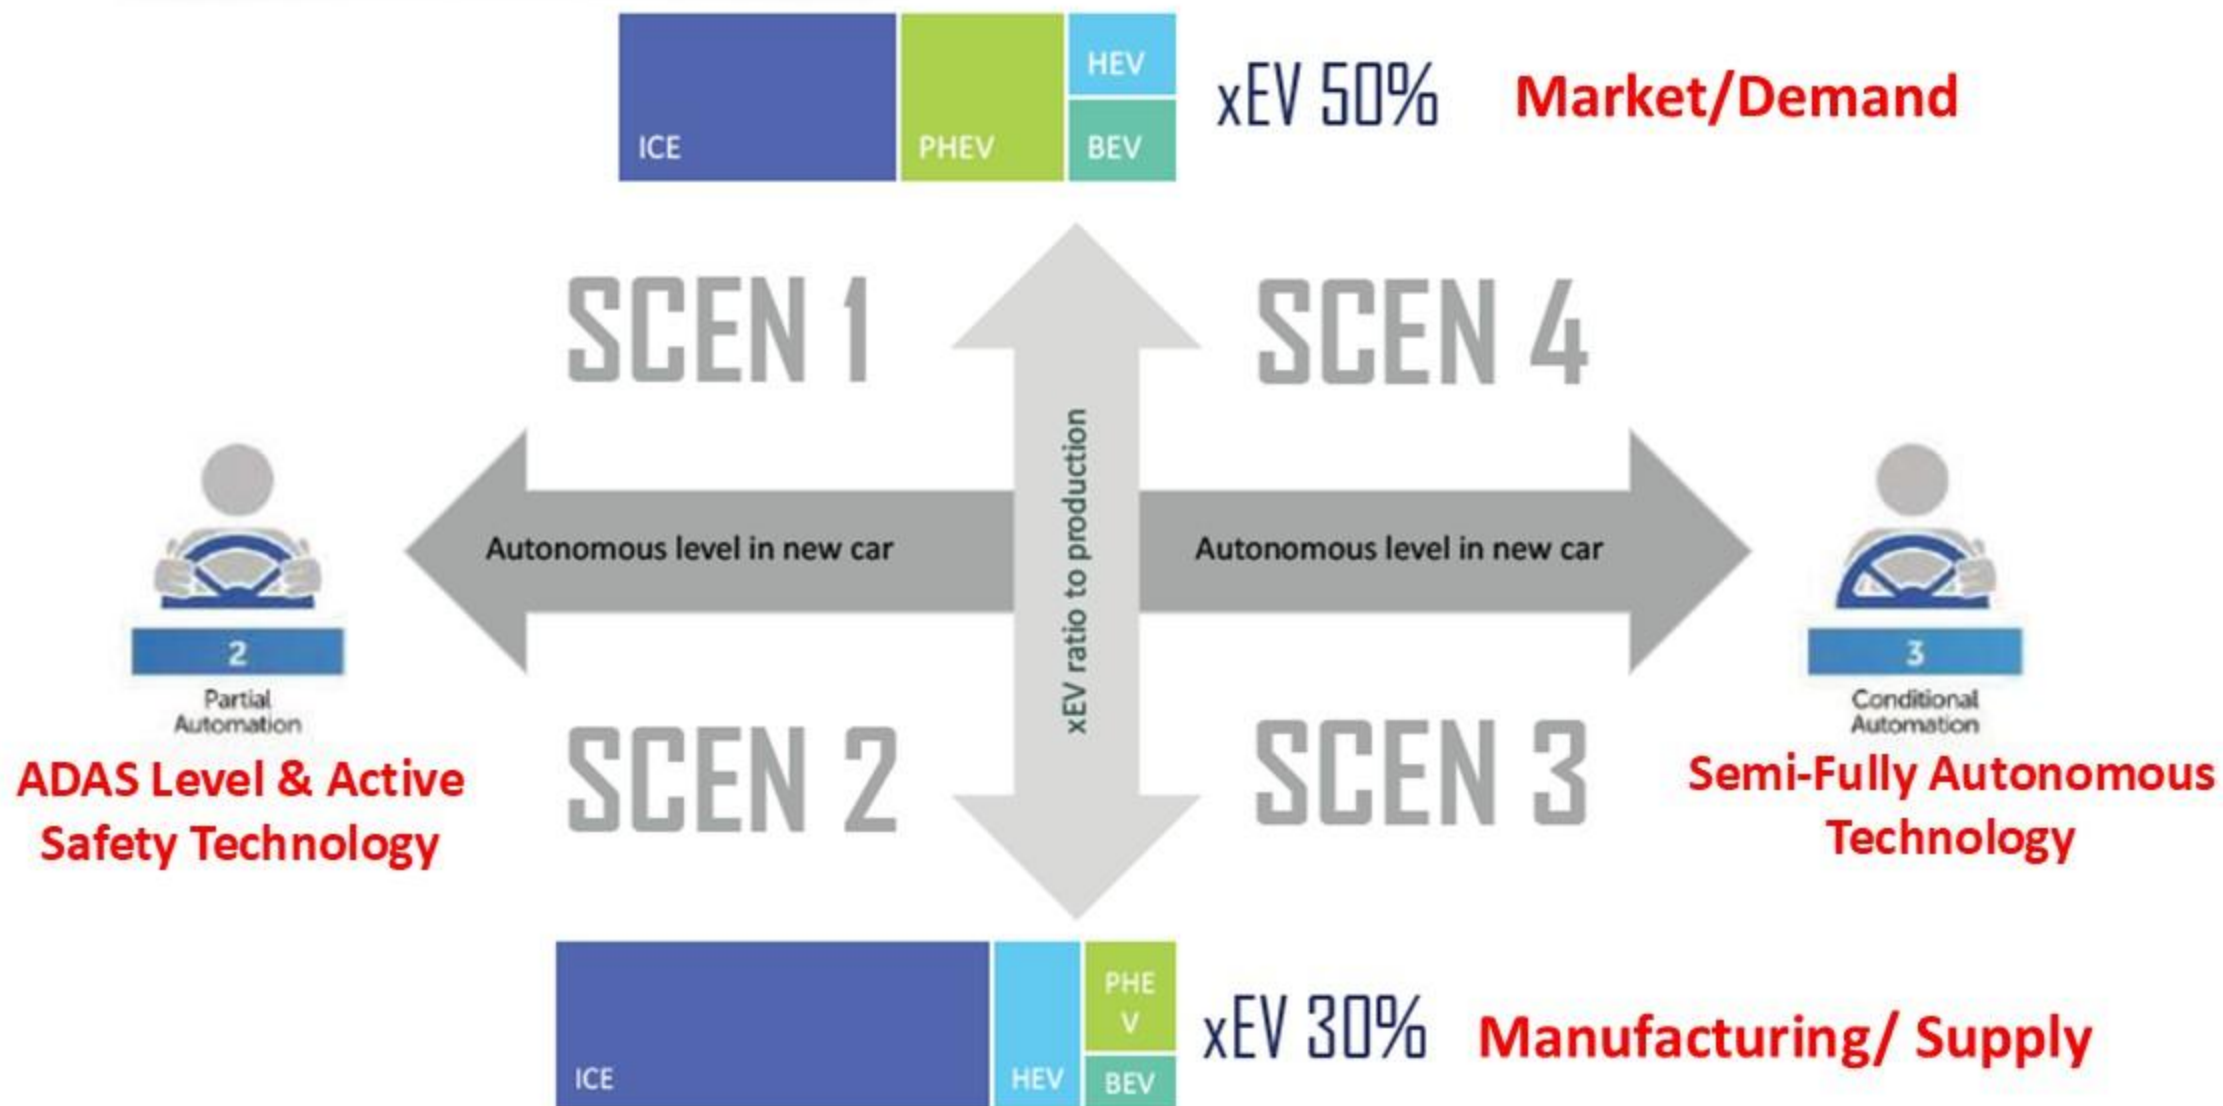 HEV
xEV 50%
Market/Demand
ICE
PHEV
BEV
SCEN 1
SCEN 4
xEV ratio to production
Autonomous level in new car
Autonomous level in new car
2
Partial
Automation
3
Conditional
Automation
ADAS Level & Active
Safety Technology
SCEN 2
SCEN 3
Semi-Fully Autonomous
Technology
PHE
V
xEV 30%
Manufacturing/ Supply
ICE
HEV
BEV